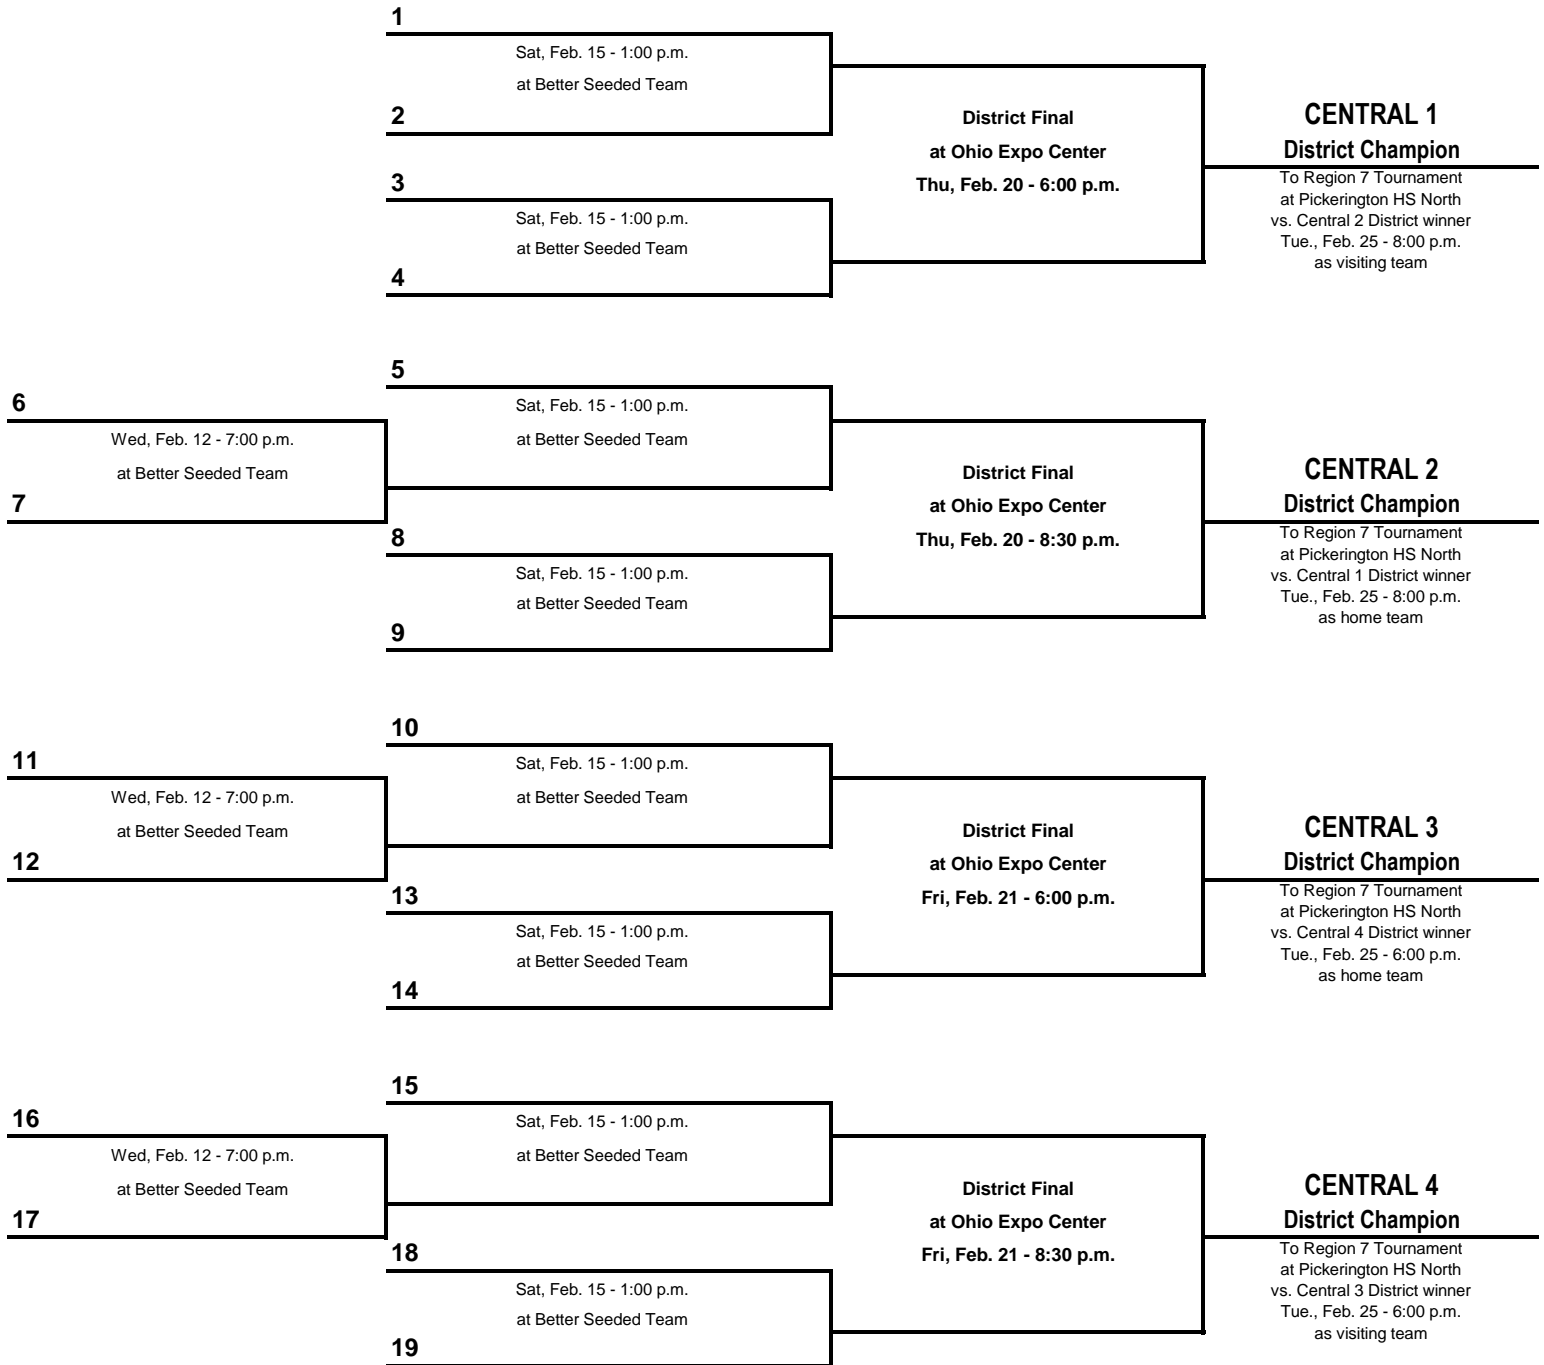 1
Sat, Feb. 15 - 1:00 p.m.
at Better Seeded Team
2
3
Sat, Feb. 15 - 1:00 p.m.
at Better Seeded Team
4
District Final
at Ohio Expo Center
Thu, Feb. 20 - 6:00 p.m.
CENTRAL 1
District Champion
To Region 7 Tournament
at Pickerington HS North
vs. Central 2 District winner
Tue., Feb. 25 - 8:00 p.m.
as visiting team
6
Wed, Feb. 12 - 7:00 p.m.
at Better Seeded Team
7
5
Sat, Feb. 15 - 1:00 p.m.
at Better Seeded Team
8
Sat, Feb. 15 - 1:00 p.m.
at Better Seeded Team
9
District Final
at Ohio Expo Center
Thu, Feb. 20 - 8:30 p.m.
CENTRAL 2
District Champion
To Region 7 Tournament
at Pickerington HS North
vs. Central 1 District winner
Tue., Feb. 25 - 8:00 p.m.
as home team
11
Wed, Feb. 12 - 7:00 p.m.
at Better Seeded Team
12
10
Sat, Feb. 15 - 1:00 p.m.
at Better Seeded Team
13
Sat, Feb. 15 - 1:00 p.m.
at Better Seeded Team
14
District Final
at Ohio Expo Center
Fri, Feb. 21 - 6:00 p.m.
CENTRAL 3
District Champion
To Region 7 Tournament
at Pickerington HS North
vs. Central 4 District winner
Tue., Feb. 25 - 6:00 p.m.
as home team
16
Wed, Feb. 12 - 7:00 p.m.
at Better Seeded Team
17
15
Sat, Feb. 15 - 1:00 p.m.
at Better Seeded Team
18
Sat, Feb. 15 - 1:00 p.m.
at Better Seeded Team
19
District Final
at Ohio Expo Center
Fri, Feb. 21 - 8:30 p.m.
CENTRAL 4
District Champion
To Region 7 Tournament
at Pickerington HS North
vs. Central 3 District winner
Tue., Feb. 25 - 6:00 p.m.
as visiting team